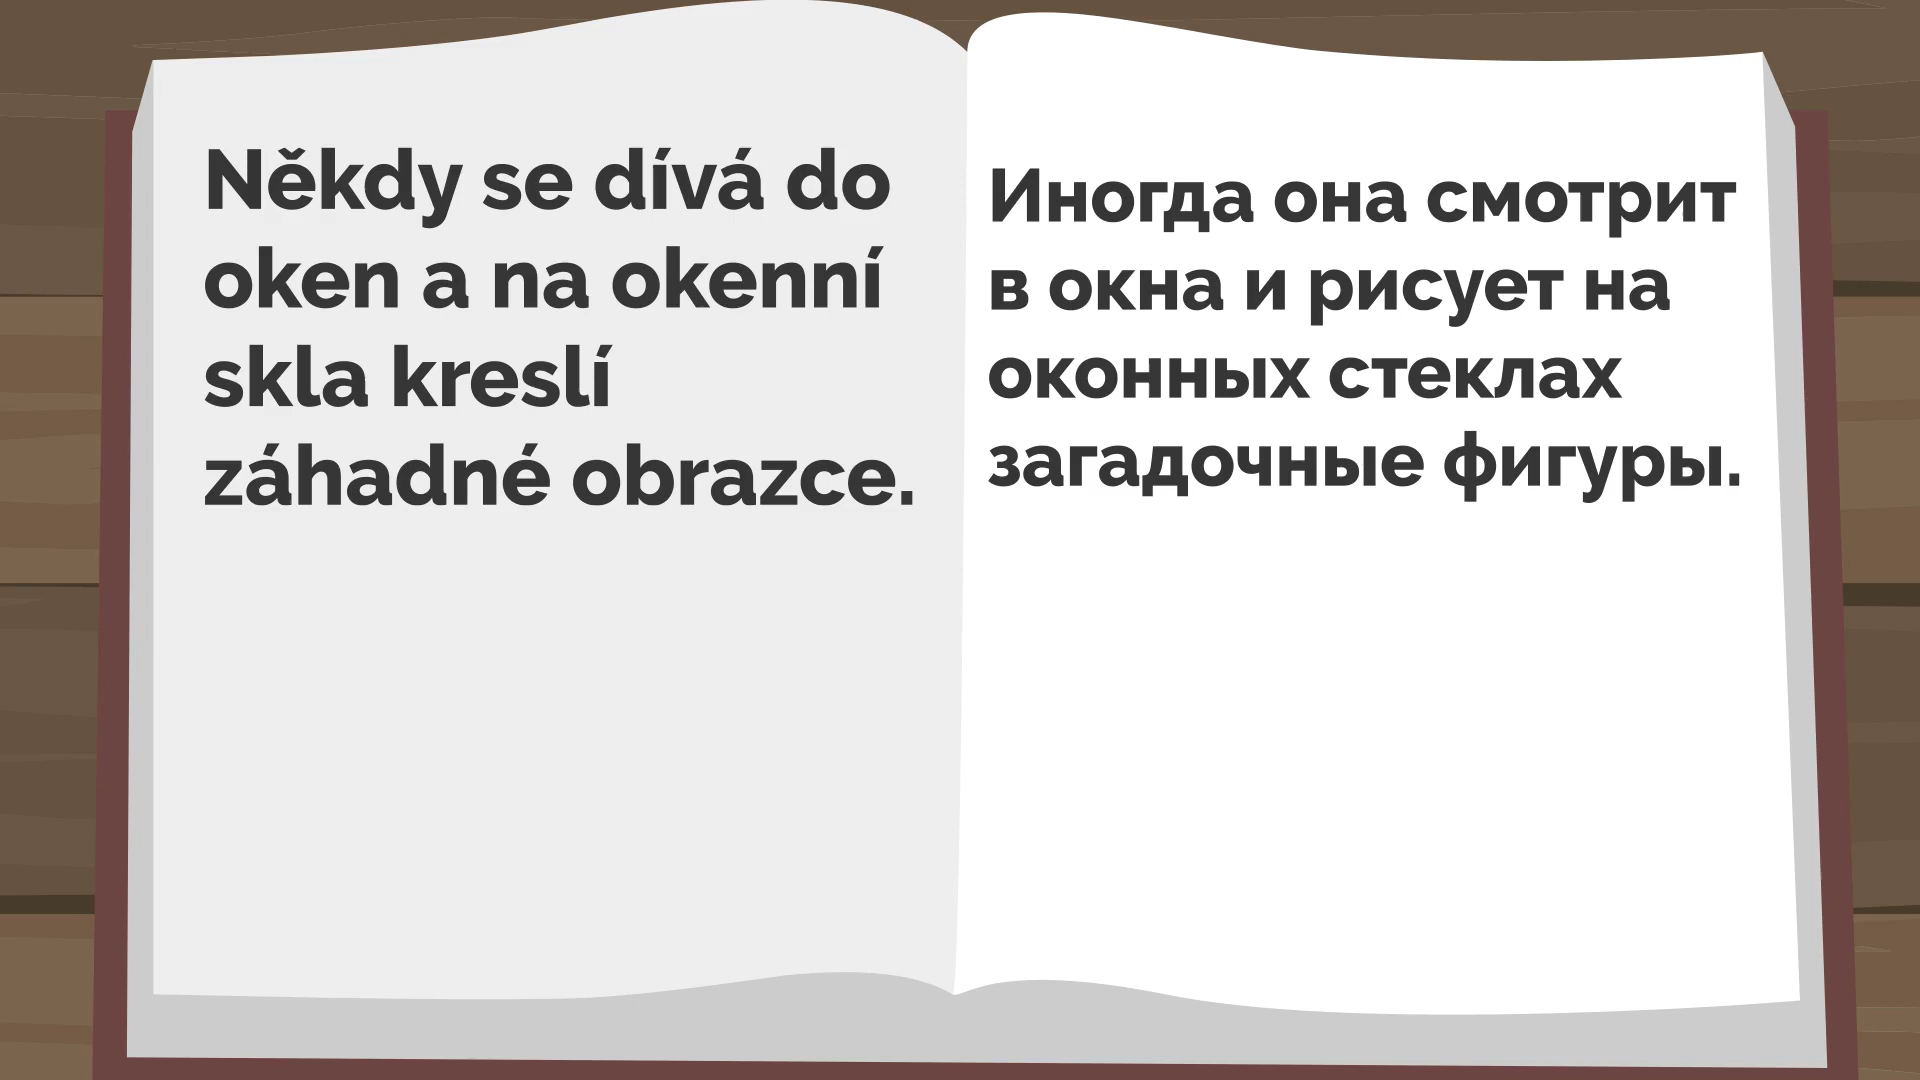 Někdy se dívá do
oken a na okenní
skla kreslí
záhadné obrazce.
Иногда она смотрит
в окна и рисует на
оконных стеклах
загадочные фигуры.